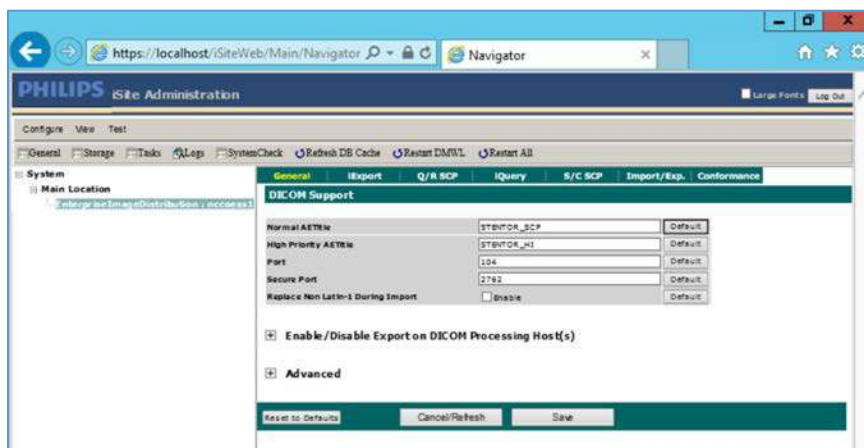 https://localhost/iSiteWeb/Main/Navigator
Navigator
PHILIPS iSite Administration
Large Fonts Log Out
Configure View Test
General Storage Tasks Logs SystemCheck Refresh DB Cache Restart DMWL Restart All
System
Main Location
EnterpriseImageDistribution : nccoess1
General iExport Q/R SCP iQuery S/C SCP Import/Exp. Conformance
DICOM Support
Normal AETitle STENTOR_SCP Default
High Priority AETitle STENTOR_HI Default
Port 104 Default
Secure Port 2762 Default
Replace Non Latin-1 During Import Enable Default
Enable/Disable Export on DICOM Processing Host(s)
Advanced
Reset to Defaults Cancel/Refresh Save